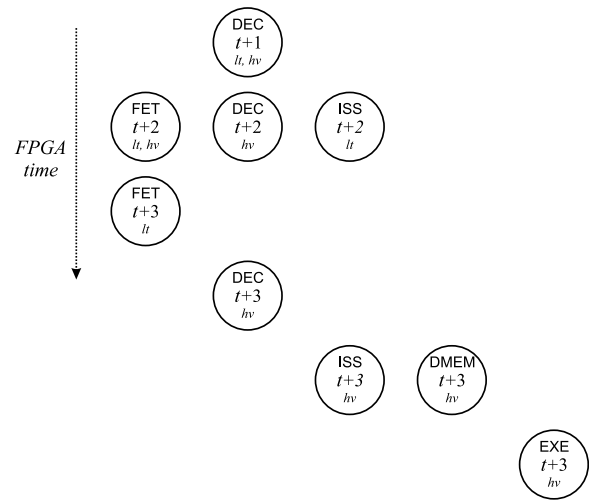 DEC
t+1
lt, hv
FET
t+2
lt, hv
DEC
t+2
hv
ISS
t+2
lt
FPGA
time
FET
t+3
lt
DEC
t+3
hv
ISS
t+3
hv
DMEM
t+3
hv
EXE
t+3
hv